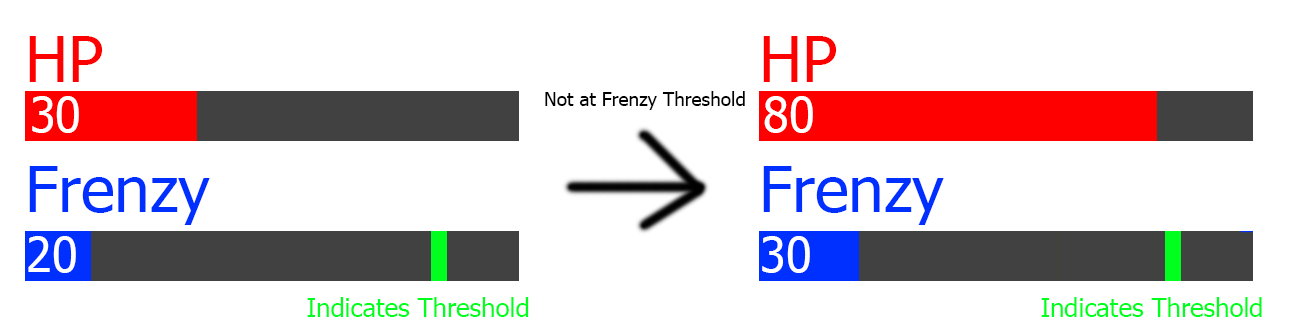 HP
30
Frenzy
20
Indicates Threshold
Not at Frenzy Threshold
HP
80
Frenzy
30
Indicates Threshold